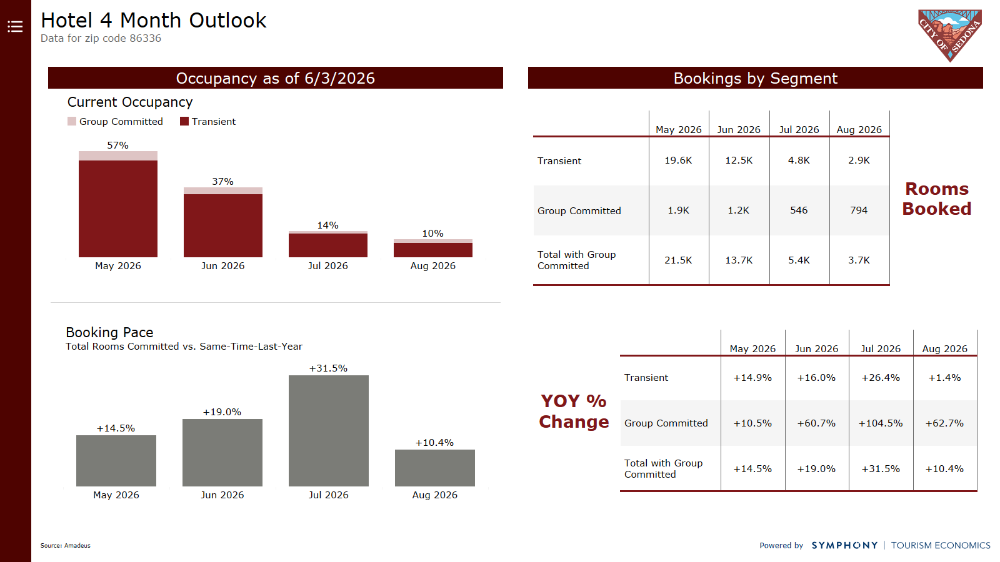 Hotel 4 Month Outlook
Data for zip code 86336
CITY OF SEDONA
Occupancy as of 6/3/2026
Current Occupancy
Group Committed Transient
57%
37%
14%
10%
May 2026 Jun 2026 Jul 2026 Aug 2026
Booking Pace
Total Rooms Committed vs. Same-Time-Last-Year
+14.5%
+19.0%
+31.5%
+10.4%
May 2026 Jun 2026 Jul 2026 Aug 2026
Bookings by Segment
May 2026 Jun 2026 Jul 2026 Aug 2026
Transient 19.6K 12.5K 4.8K 2.9K
Group Committed 1.9K 1.2K 546 794
Total with Group
Committed 21.5K 13.7K 5.4K 3.7K
Rooms
Booked
YOY %
Change
May 2026 Jun 2026 Jul 2026 Aug 2026
Transient +14.9% +16.0% +26.4% +1.4%
Group Committed +10.5% +60.7% +104.5% +62.7%
Total with Group
Committed +14.5% +19.0% +31.5% +10.4%
Source: Amadeus
Powered by SYMPHONY | TOURISM ECONOMICS